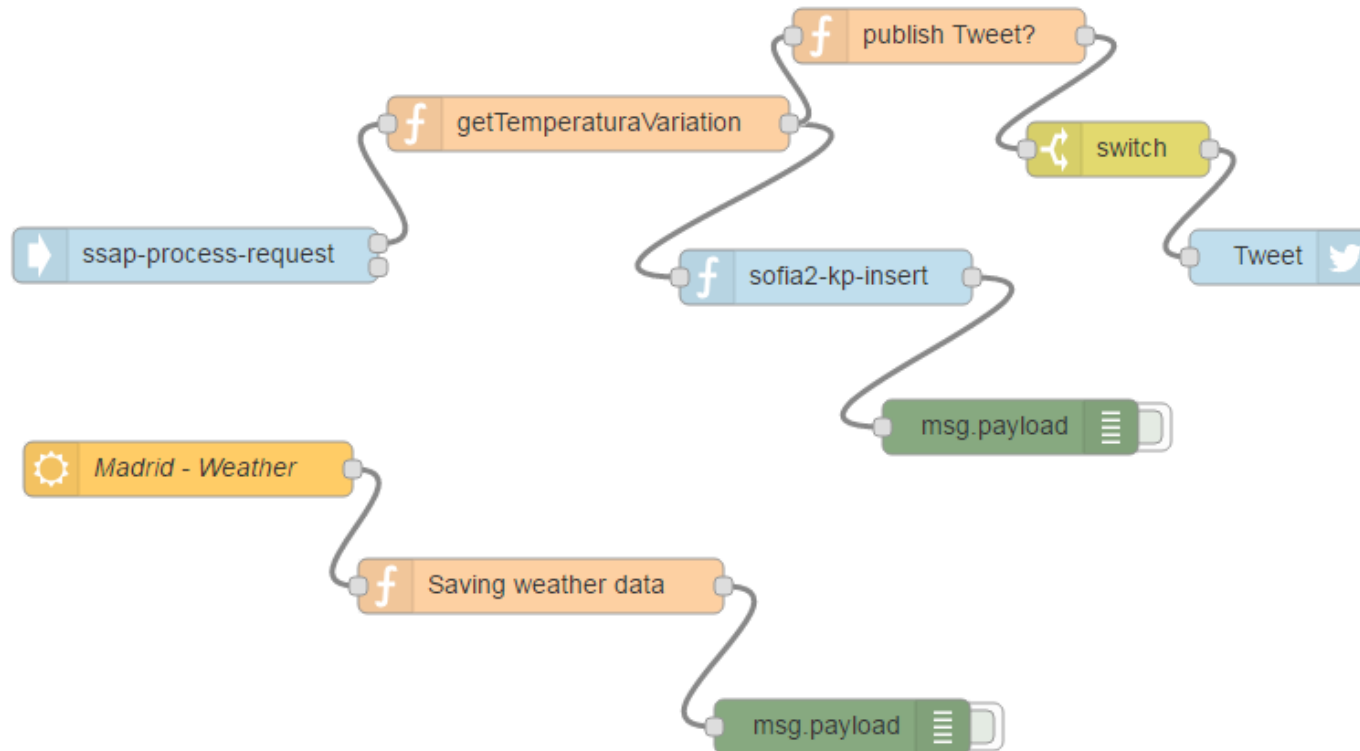 publish Tweet?
getTemperaturaVariation
switch
ssap-process-request
Tweet
sofia2-kp-insert
msg.payload
Madrid - Weather
Saving weather data
msg.payload